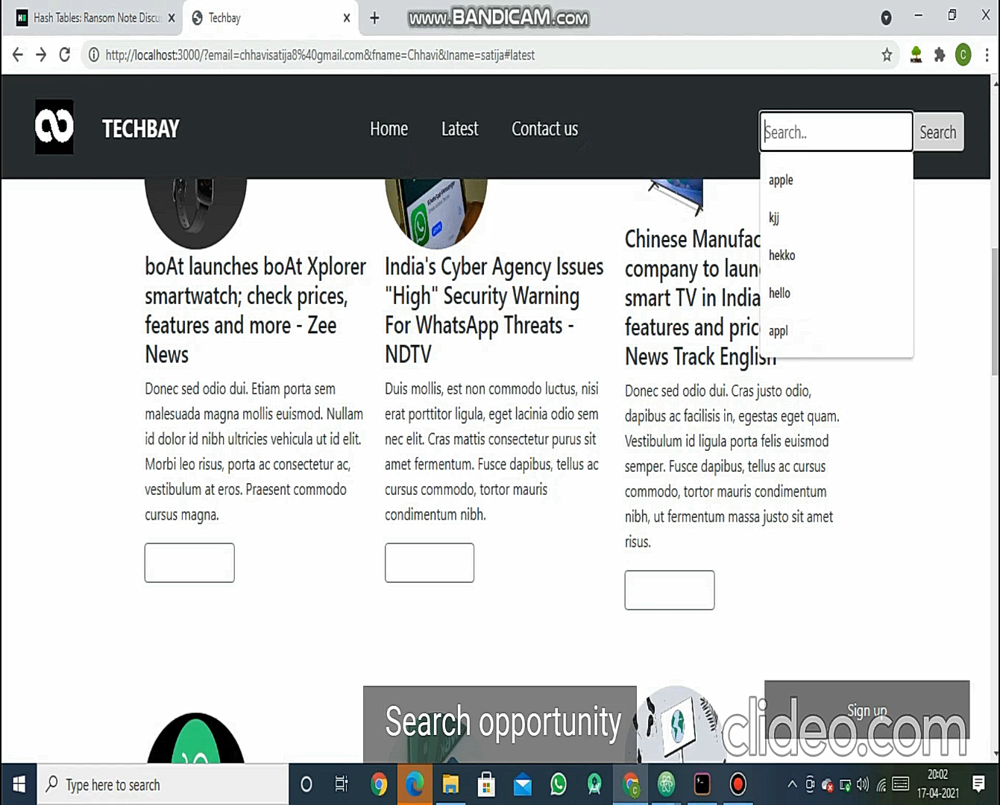 Hash Tables: Ransom Note Discus
Techbay
www.BANDICAM.com
http://localhost:3000/?email=chhavisatija8%40gmail.com&fname=Chhavi&lname=satija#latest
C
TECHBAY
Home
Latest
Contact us
Search..
Search
apple
kjj
hekko
hello
appl
boAt launches boAt Xplorer
smartwatch; check prices,
features and more - Zee
News
Donec sed odio dui. Etiam porta sem
malesuada magna mollis euismod. Nullam
id dolor id nibh ultricies vehicula ut id elit.
Morbi leo risus, porta ac consectetur ac,
vestibulum at eros. Praesent commodo
cursus magna.
India's Cyber Agency Issues
"High" Security Warning
For WhatsApp Threats -
NDTV
Duis mollis, est non commodo luctus, nisi
erat porttitor ligula, eget lacinia odio sem
nec elit. Cras mattis consectetur purus sit
amet fermentum. Fusce dapibus, tellus ac
cursus commodo, tortor mauris
condimentum nibh.
Chinese Manufac
company to laun
smart TV in India
features and pric
News Track English
Donec sed odio dui. Cras justo odio,
dapibus ac facilisis in, egestas eget quam.
Vestibulum id ligula porta felis euismod
semper. Fusce dapibus, tellus ac cursus
commodo, tortor mauris condimentum
nibh, ut fermentum massa justo sit amet
risus.
Search opportunity
Sign up
clideo.com
Type here to search
20:02
17-04-2021